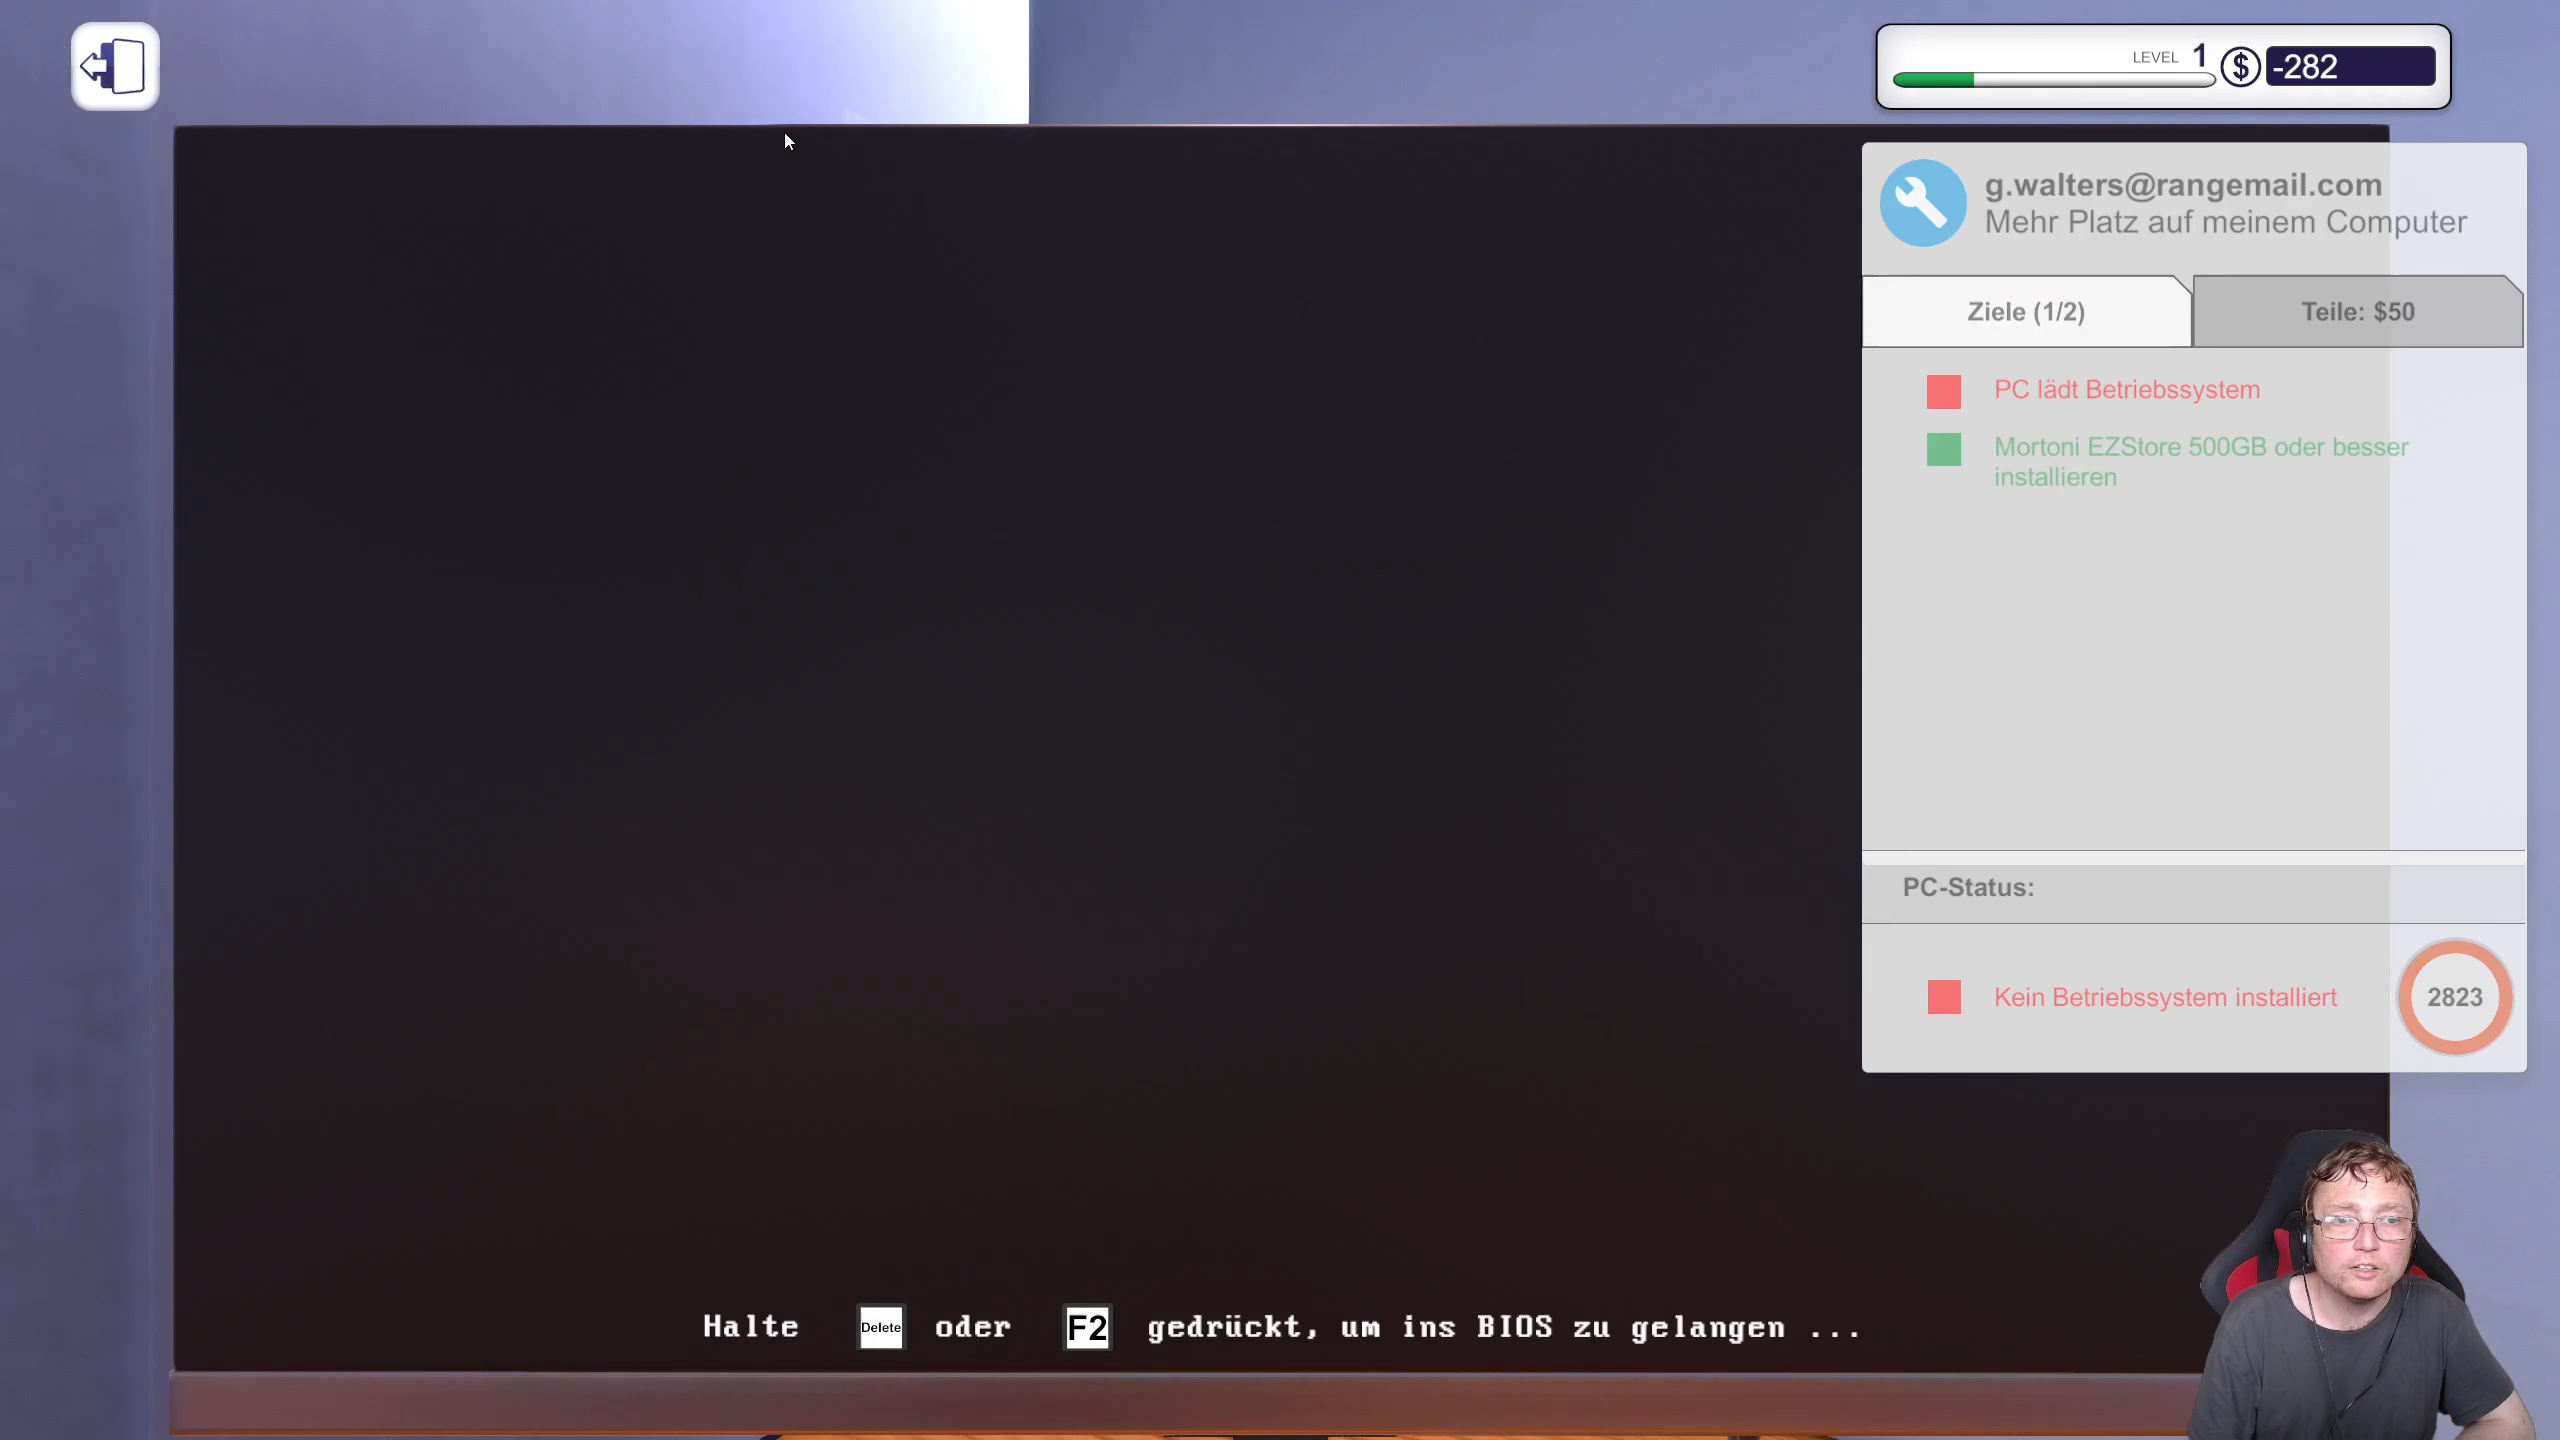 LEVEL 1 $ -282
g.walters@rangemail.com
Mehr Platz auf meinem Computer
Ziele (1/2)
Teile: $50
PC lädt Betriebssystem
Mortoni EZStore 500GB oder besser
installieren
PC-Status:
Kein Betriebssystem installiert
2823
Halte Delete oder F2 gedrückt, um ins BIOS zu gelangen ...